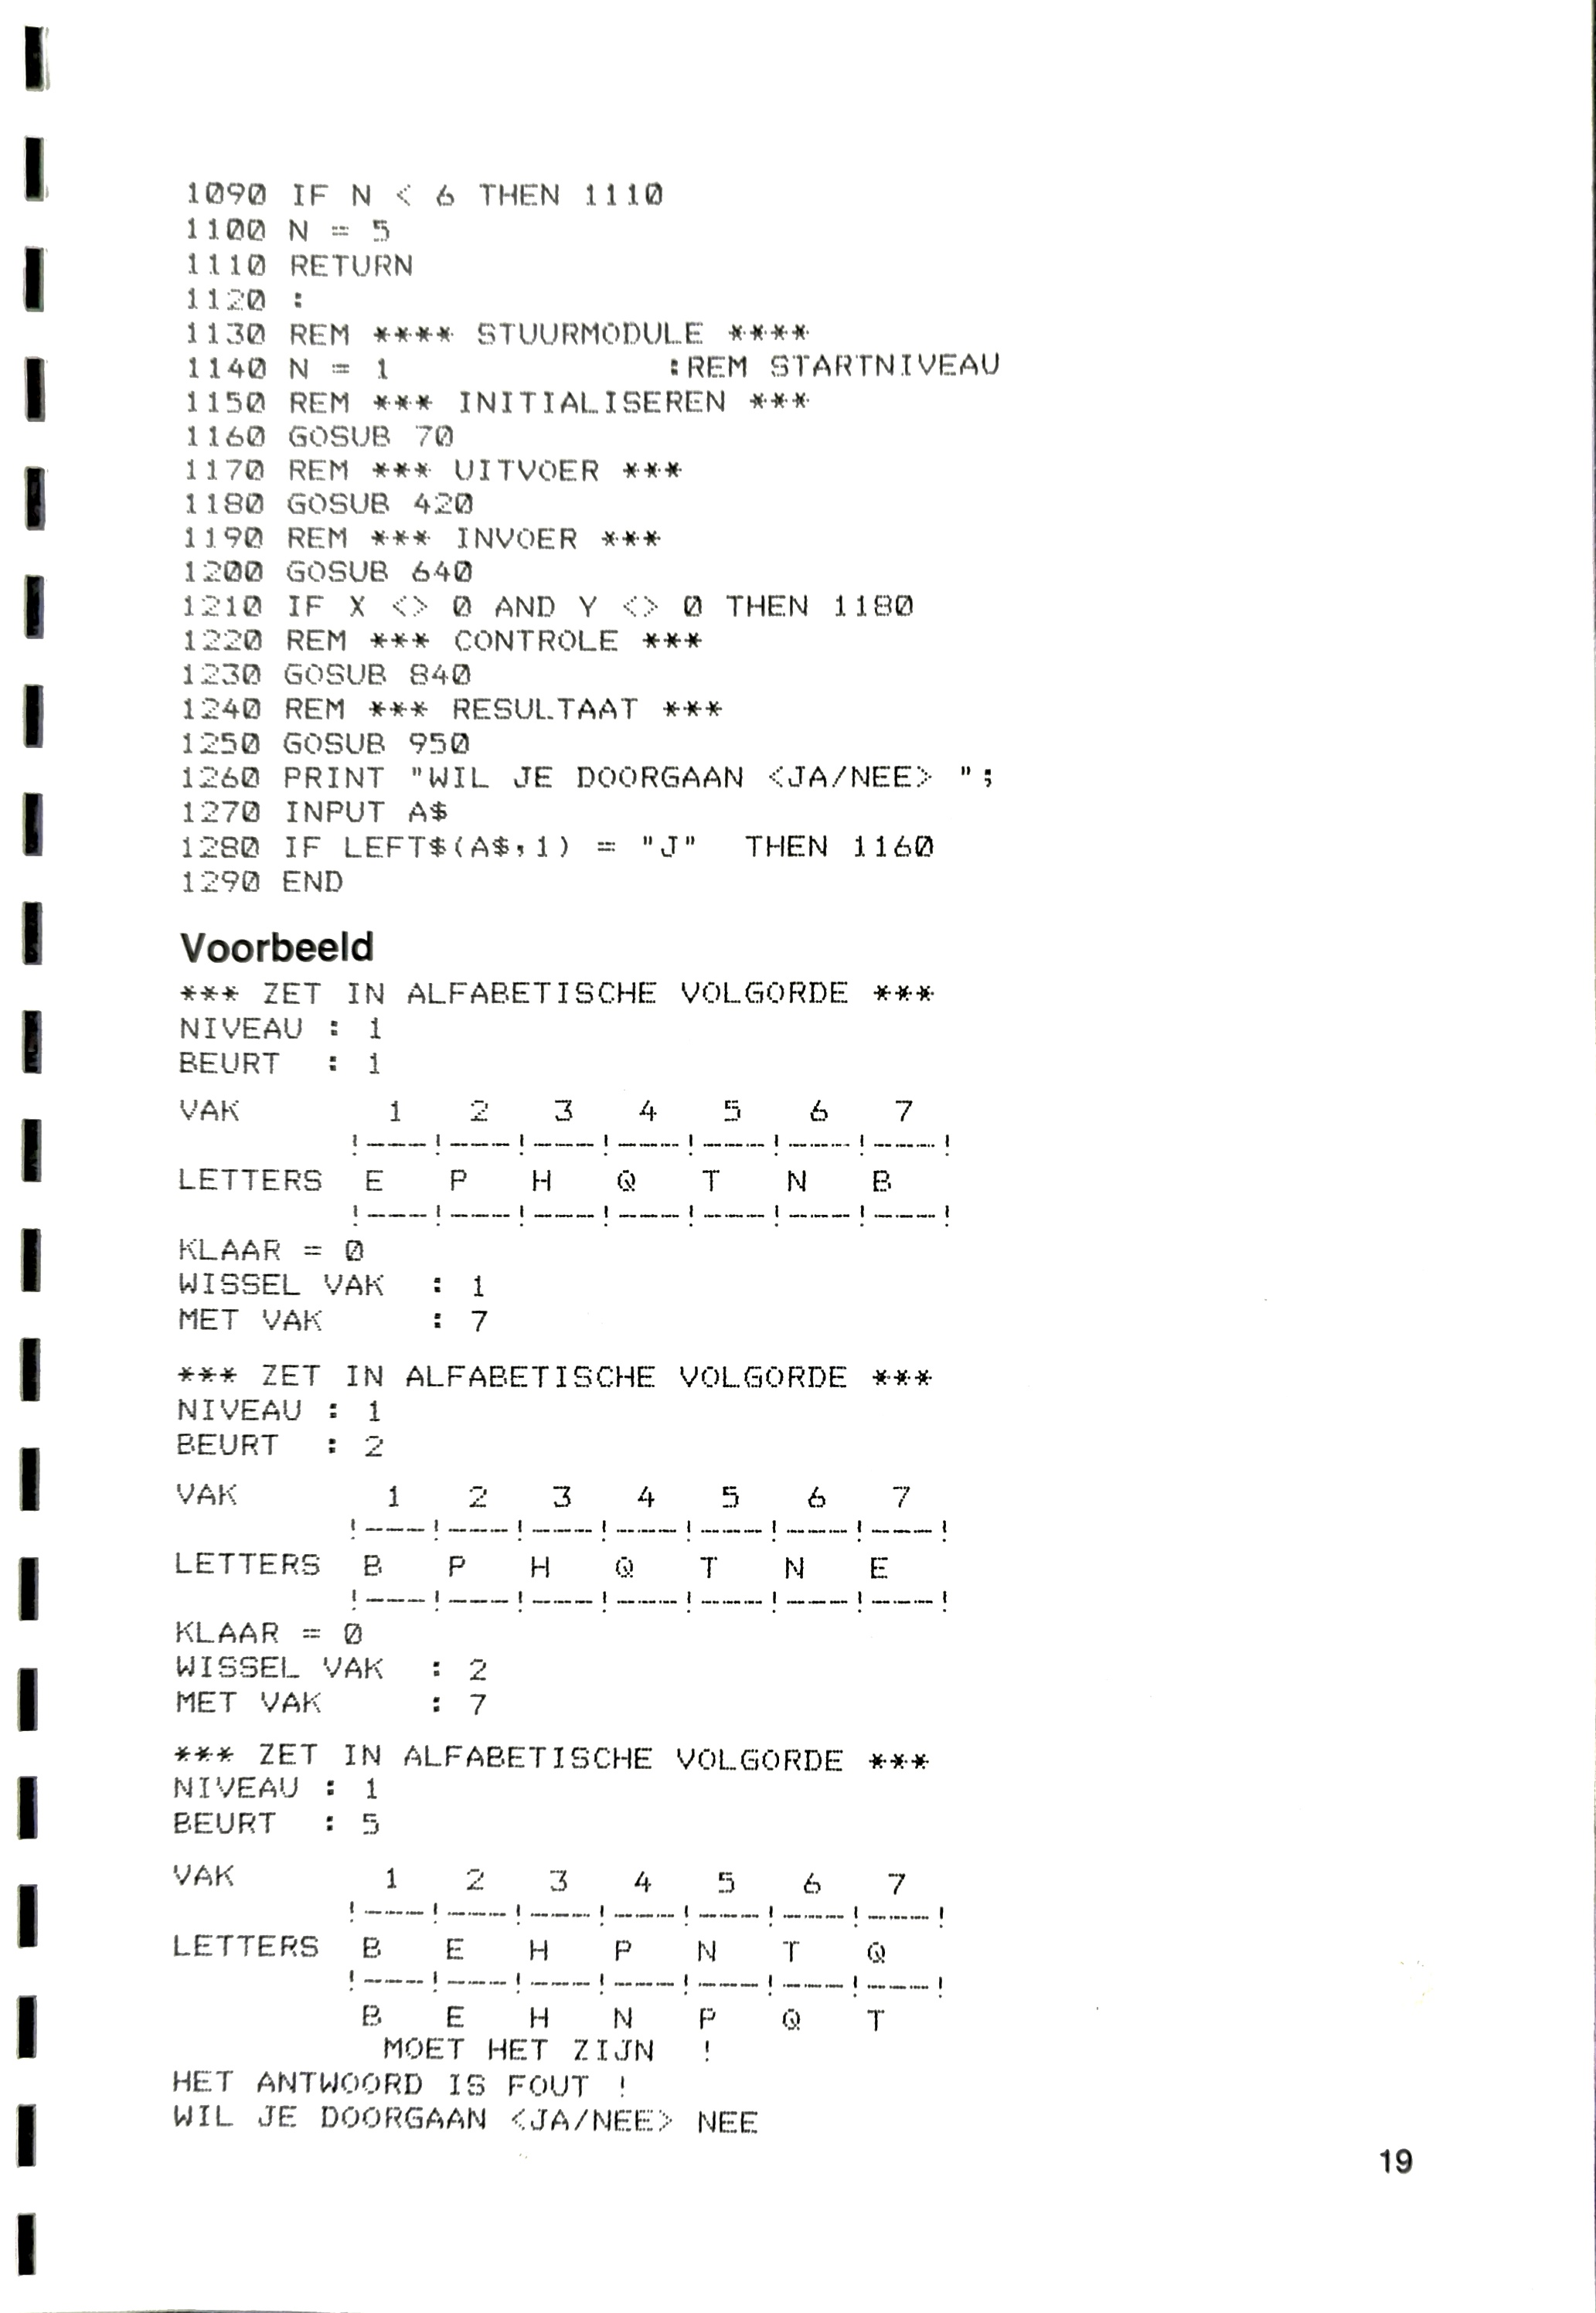 1090 IF N < 6 THEN 1110
1100 N = 5
1110 RETURN
1120 :
1130 REM **** STUURMODULE ****
1140 N = 1             :REM STARTNIVEAU
1150 REM *** INITIALISEREN ***
1160 GOSUB 70
1170 REM *** UITVOER ***
1180 GOSUB 420
1190 REM *** INVOER ***
1200 GOSUB 640
1210 IF X <> 0 AND Y <> 0 THEN 1180
1220 REM *** CONTROLE ***
1230 GOSUB 840
1240 REM *** RESULTAAT ***
1250 GOSUB 950
1260 PRINT "WIL JE DOORGAAN <JA/NEE> ";
1270 INPUT A$
1280 IF LEFT$(A$,1) = "J"  THEN 1160
1290 END
Voorbeeld
*** ZET IN ALFABETISCHE VOLGORDE ***
NIVEAU : 1
BEURT  : 1
VAK       1   2   3   4   5   6   7
        !---!---!---!---!---!---!---!
LETTERS  E   P   H   Q   T   N   B
        !---!---!---!---!---!---!---!
KLAAR = 0
WISSEL VAK  : 1
MET VAK     : 7
*** ZET IN ALFABETISCHE VOLGORDE ***
NIVEAU : 1
BEURT  : 2
VAK       1   2   3   4   5   6   7
        !---!---!---!---!---!---!---!
LETTERS  B   P   H   Q   T   N   E
        !---!---!---!---!---!---!---!
KLAAR = 0
WISSEL VAK  : 2
MET VAK     : 7
*** ZET IN ALFABETISCHE VOLGORDE ***
NIVEAU : 1
BEURT  : 5
VAK       1   2   3   4   5   6   7
        !---!---!---!---!---!---!---!
LETTERS  B   E   H   P   N   T   Q
        !---!---!---!---!---!---!---!
         B   E   H   N   P   Q   T
          MOET HET ZIJN  !
HET ANTWOORD IS FOUT !
WIL JE DOORGAAN <JA/NEE> NEE
19